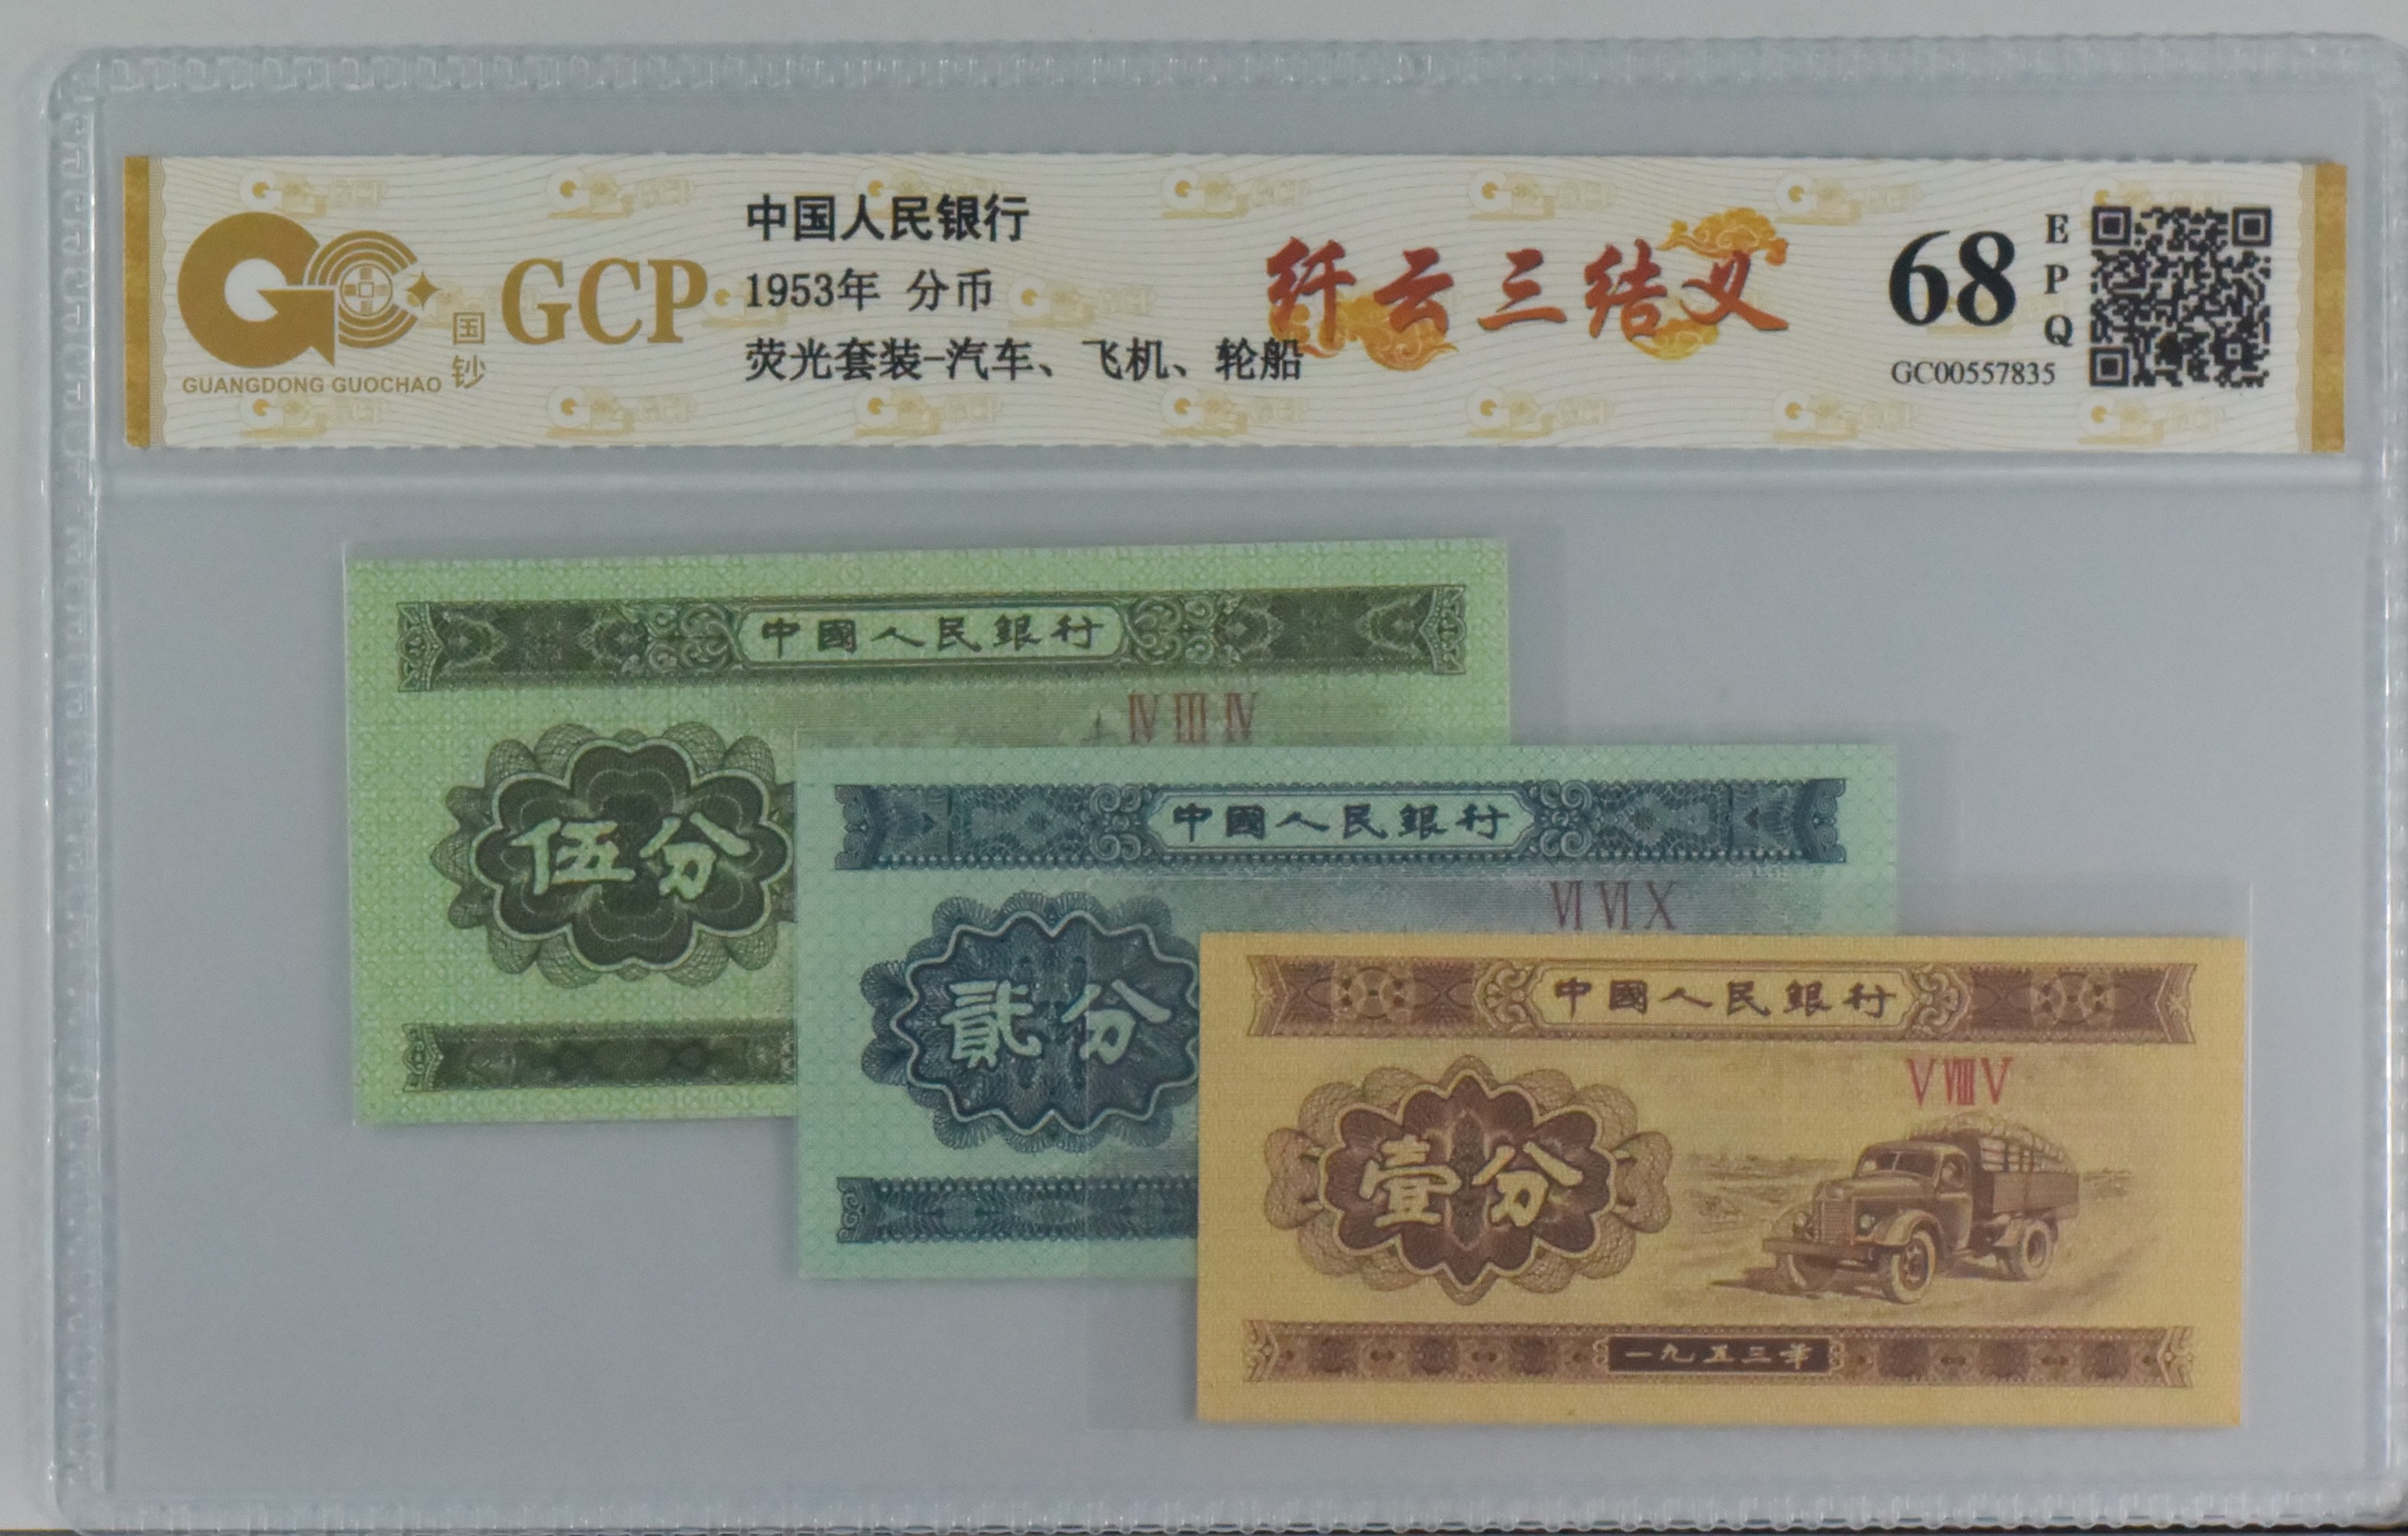 中国人民银行
1953年 分币
荧光套装-汽车、飞机、轮船
GCP
国钞
GUANGDONG GUOCHAO
纤云三结义
68
EPQ
GC00557835
中國人民銀行
Ⅳ Ⅲ Ⅳ
伍分
中國人民銀行
Ⅵ Ⅵ Ⅹ
貳分
中國人民銀行
Ⅴ Ⅷ Ⅴ
壹分
一九五三年